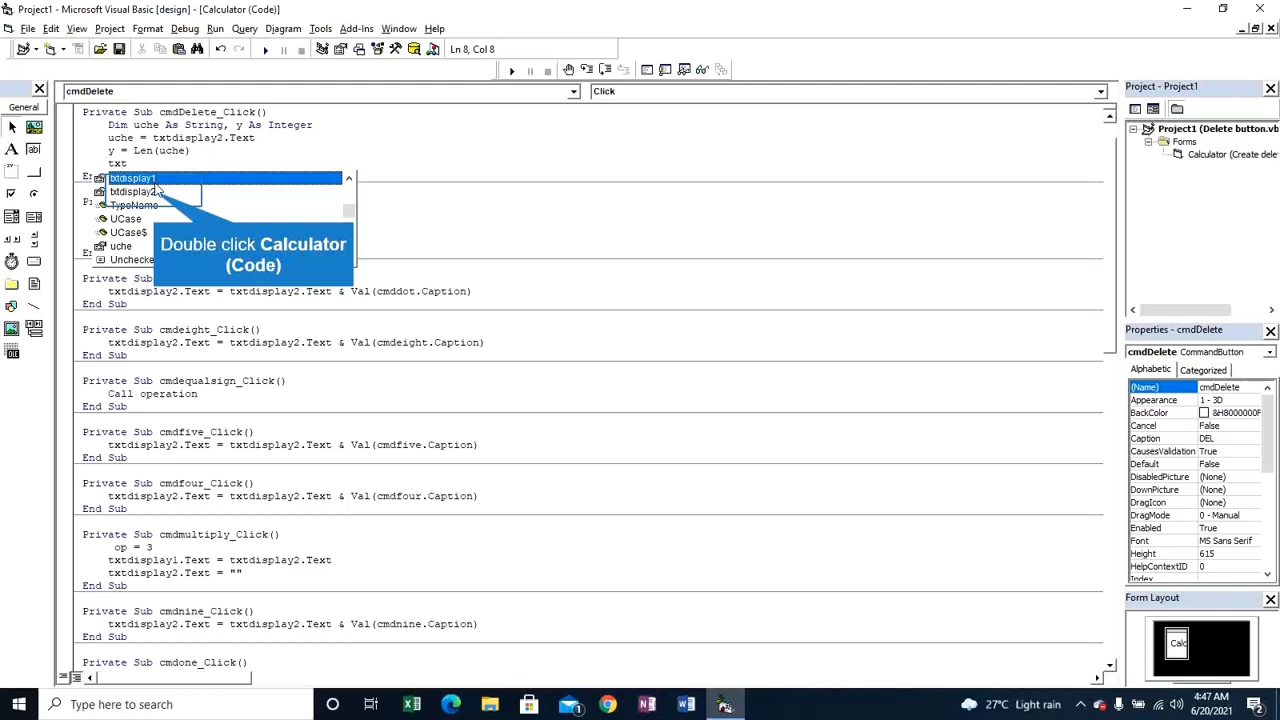 Project1 - Microsoft Visual Basic [design] - [Calculator (Code)]
File Edit View Project Format Debug Run Query Diagram Tools Add-Ins Window Help
Ln 8, Col 8
General
cmdDelete
Click
Private Sub cmdDelete_Click()
Dim uche As String, y As Integer
uche = txtdisplay2.Text
y = Len(uche)
txt
txtdisplay1
txtdisplay2
TypeName
UCase
UCase$
uche
Double click Calculator
(Code)
txtdisplay2.Text = txtdisplay2.Text & Val(cmddot.Caption)
End Sub
Private Sub cmdeight_Click()
txtdisplay2.Text = txtdisplay2.Text & Val(cmdeight.Caption)
End Sub
Private Sub cmdequalsign_Click()
Call operation
End Sub
Private Sub cmdfive_Click()
txtdisplay2.Text = txtdisplay2.Text & Val(cmdfive.Caption)
End Sub
Private Sub cmdfour_Click()
txtdisplay2.Text = txtdisplay2.Text & Val(cmdfour.Caption)
End Sub
Private Sub cmdmultiply_Click()
op = 3
txtdisplay1.Text = txtdisplay2.Text
txtdisplay2.Text = ""
End Sub
Private Sub cmdnine_Click()
txtdisplay2.Text = txtdisplay2.Text & Val(cmdnine.Caption)
End Sub
Private Sub cmdone_Click()
Project - Project1
Project1 (Delete button.vb
Forms
Calculator (Create dele
Properties - cmdDelete
cmdDelete CommandButton
Alphabetic Categorized
(Name) cmdDelete
Appearance 1 - 3D
BackColor &H8000000F
Cancel False
Caption DEL
CausesValidation True
Default False
DisabledPicture (None)
DownPicture (None)
DragIcon (None)
DragMode 0 - Manual
Enabled True
Font MS Sans Serif
Height 615
HelpContextID 0
Index
Form Layout
Calc
Type here to search
27°C Light rain
4:47 AM
6/20/2021